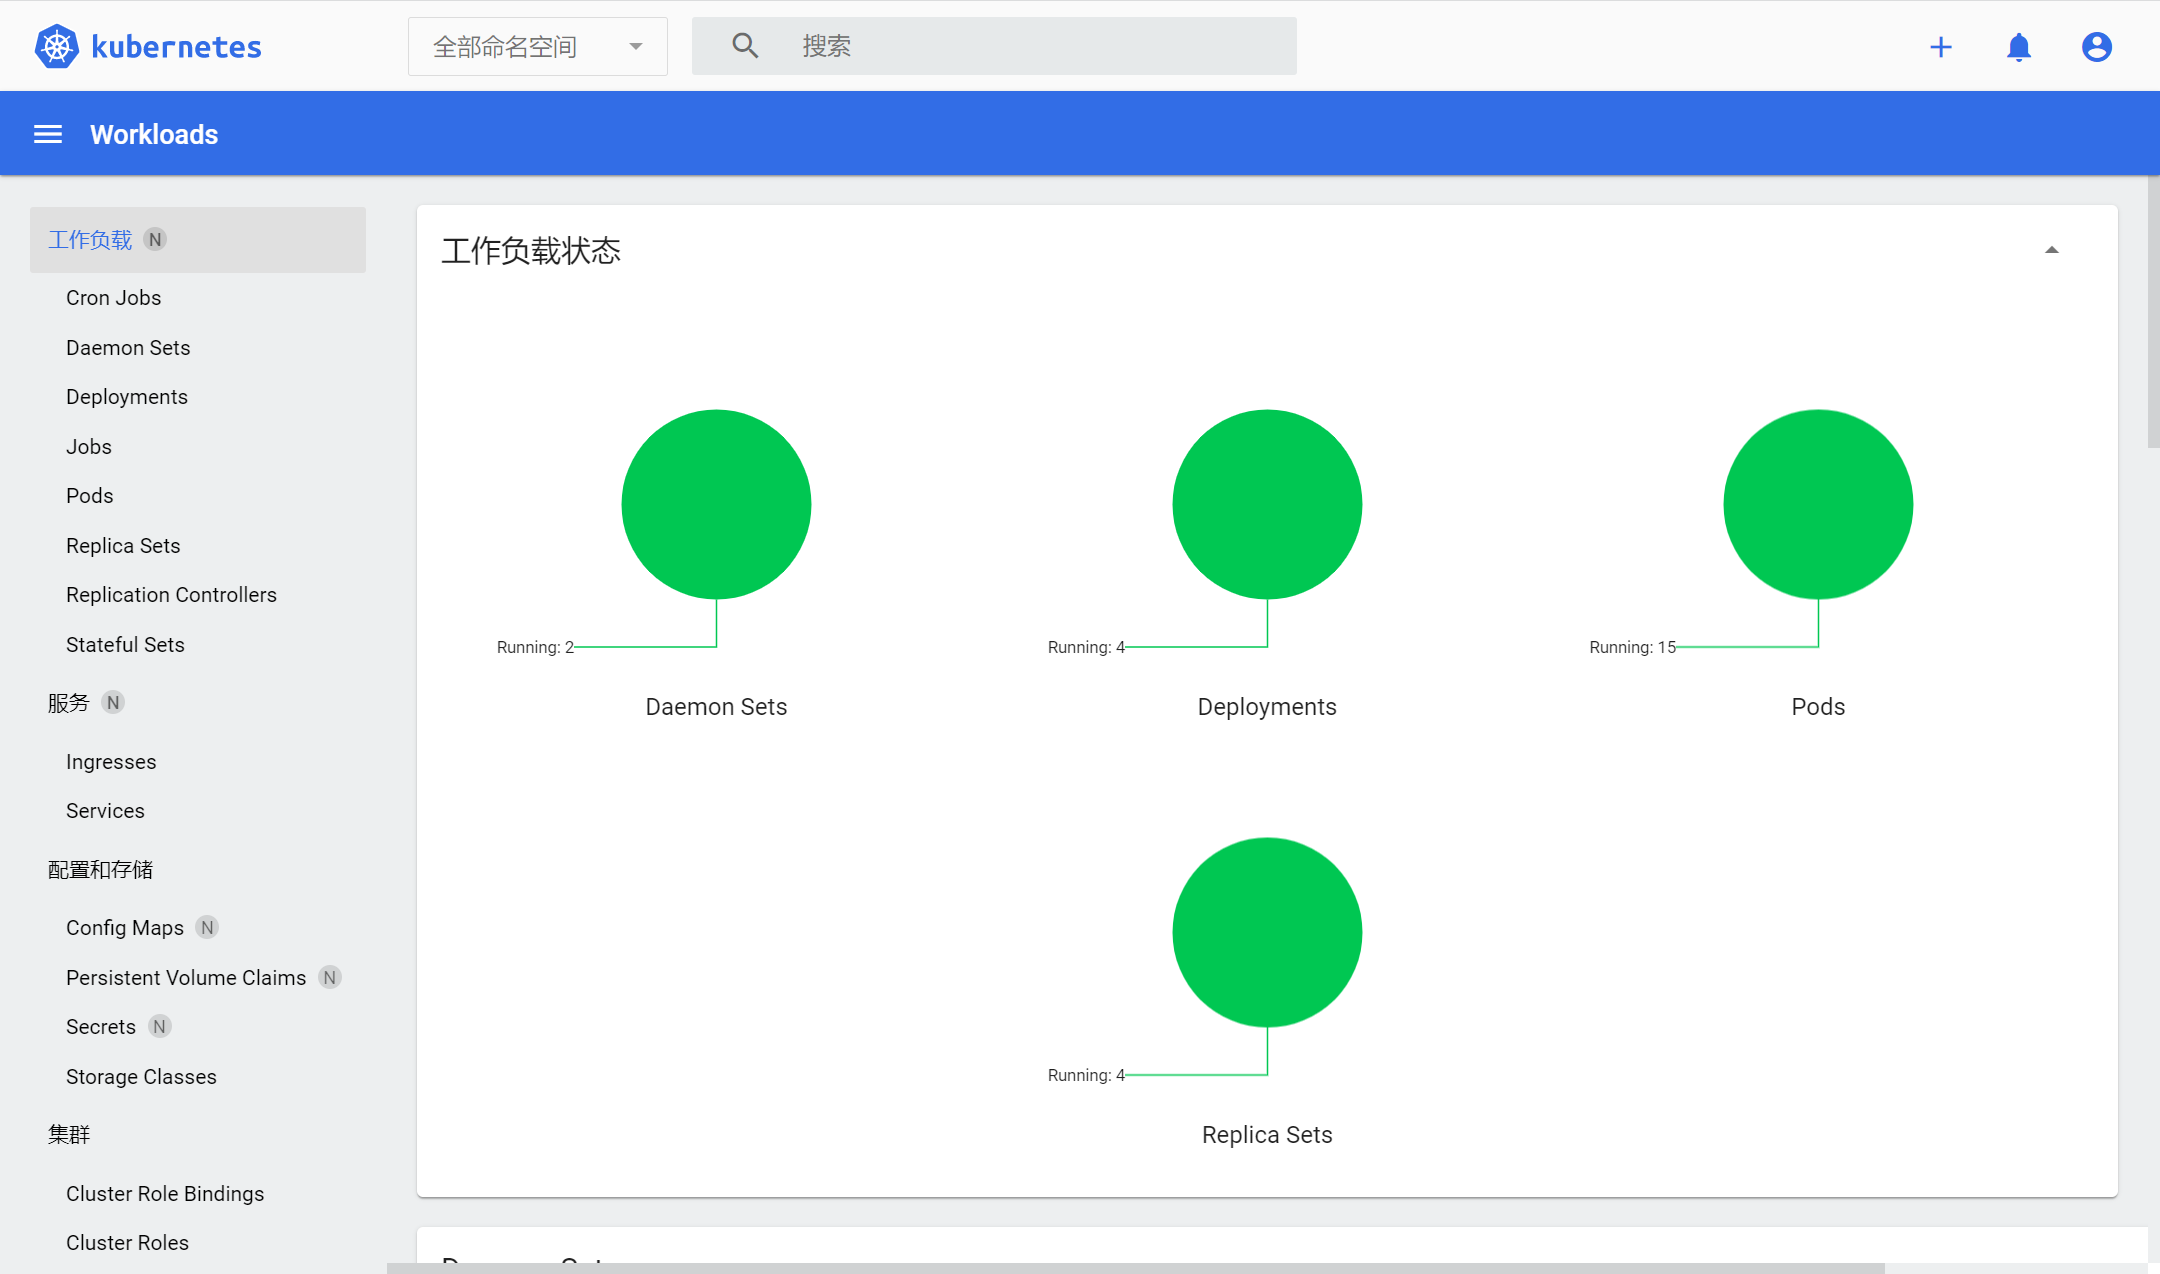 kubernetes
全部命名空间
搜索
Workloads
工作负载 N
Cron Jobs
Daemon Sets
Deployments
Jobs
Pods
Replica Sets
Replication Controllers
Stateful Sets
服务 N
Ingresses
Services
配置和存储
Config Maps N
Persistent Volume Claims N
Secrets N
Storage Classes
集群
Cluster Role Bindings
Cluster Roles
工作负载状态
Running: 2
Daemon Sets
Running: 4
Deployments
Running: 15
Pods
Running: 4
Replica Sets
Daemon Sets